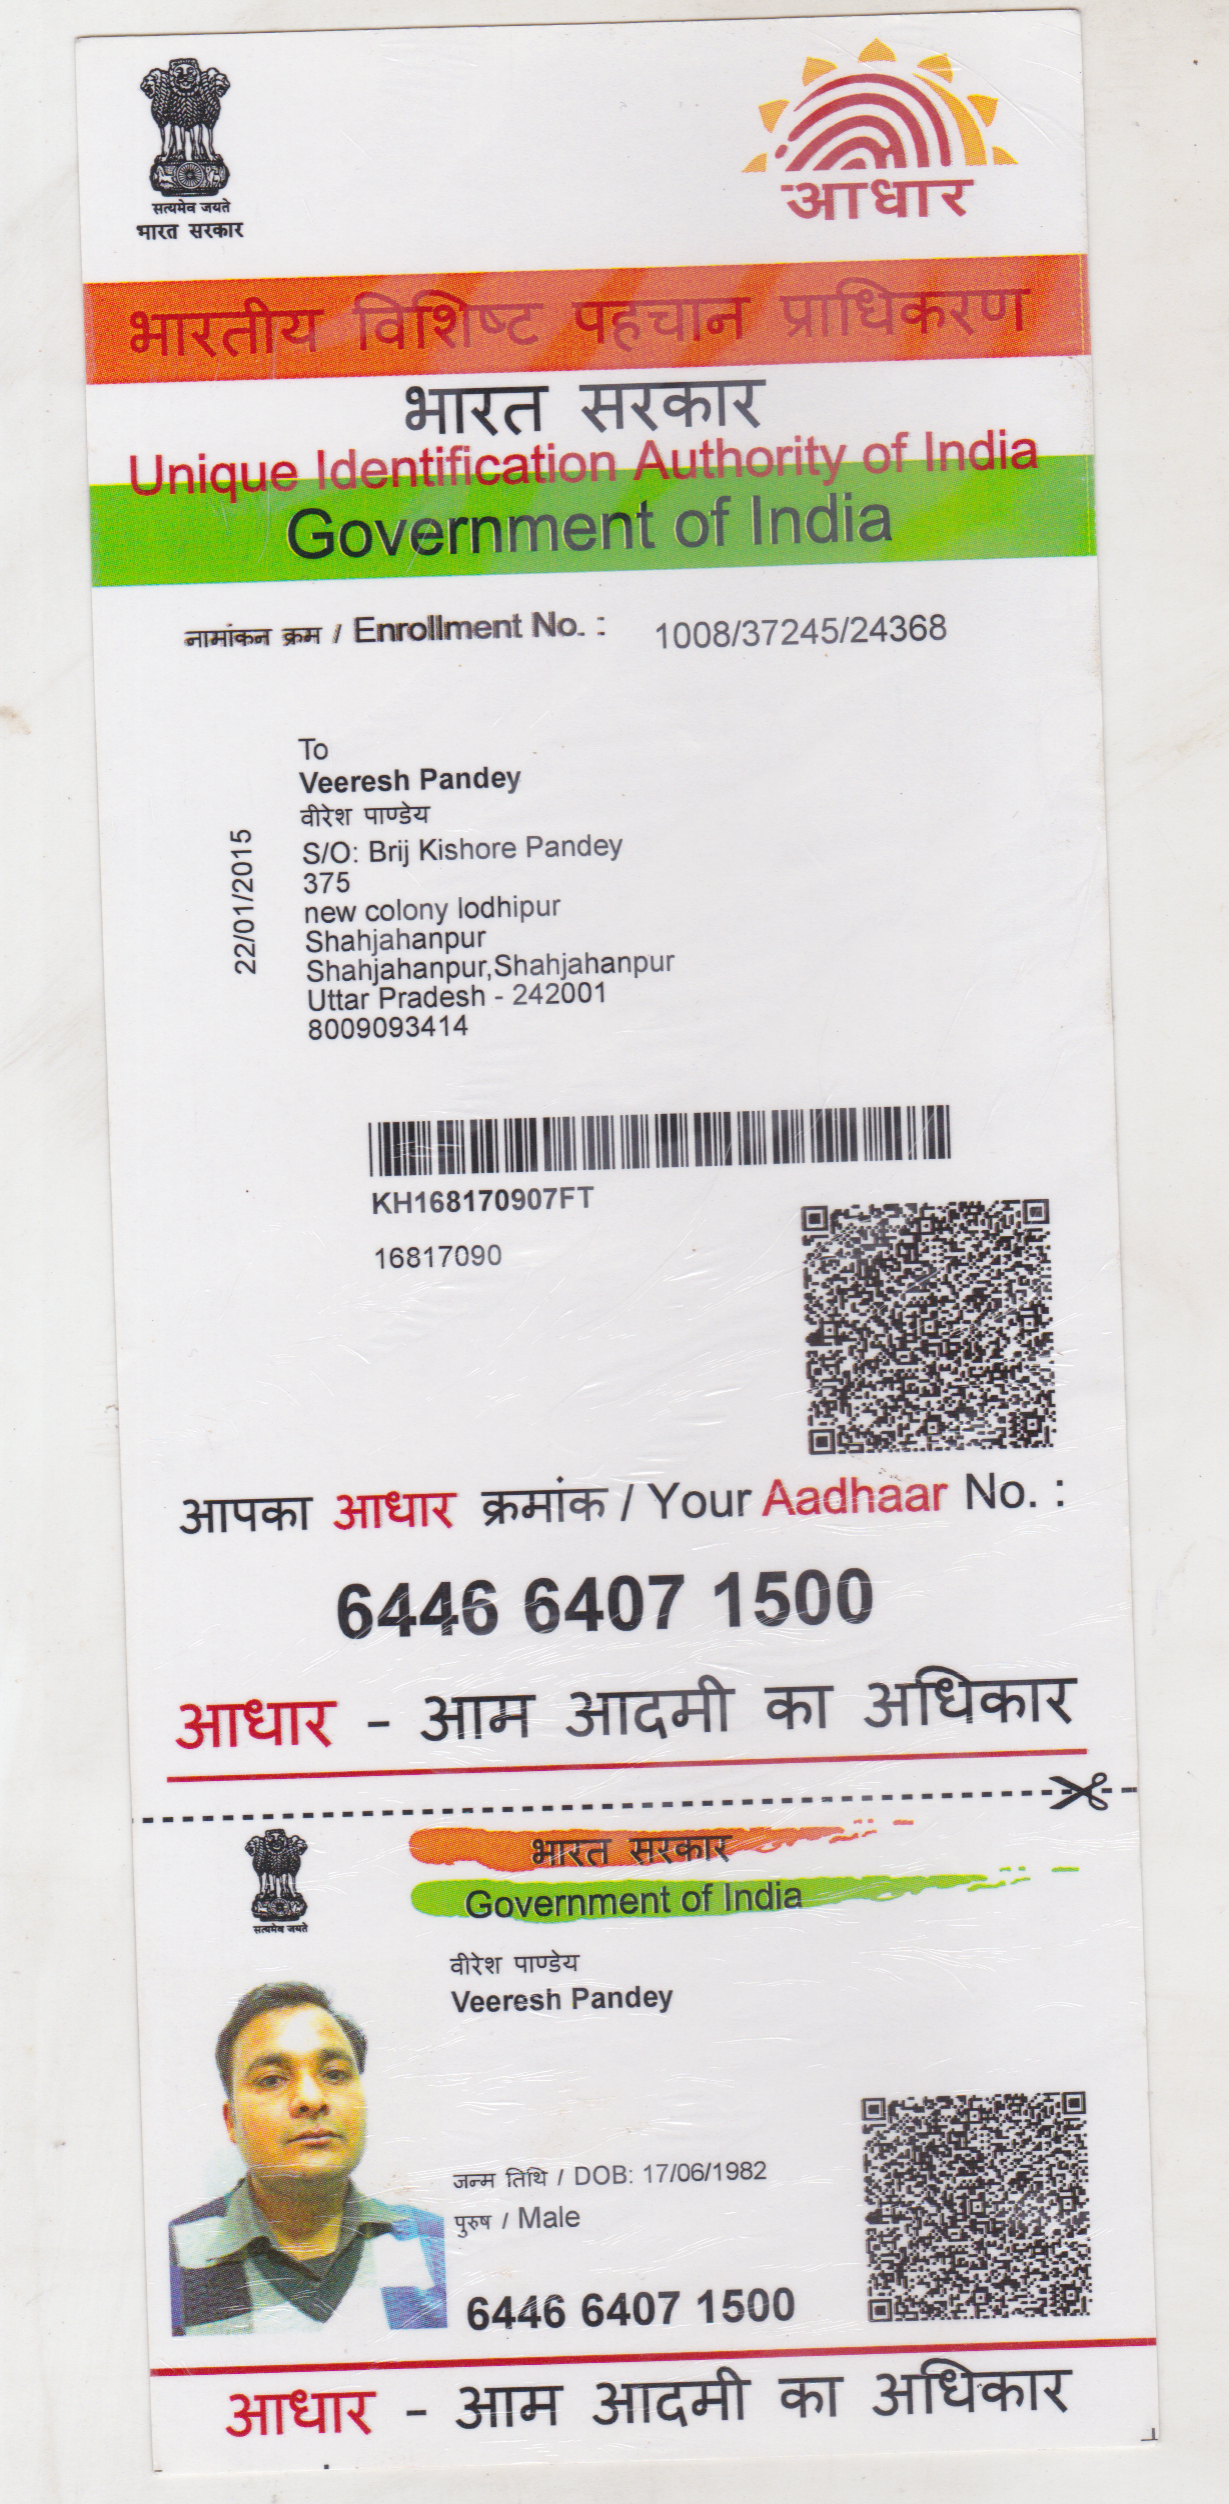 सत्यमेव जयते
भारत सरकार
आधार
भारतीय विशिष्ट पहचान प्राधिकरण
भारत सरकार
Unique Identification Authority of India
Government of India
नामांकन क्रम / Enrollment No. : 1008/37245/24368
To
Veeresh Pandey
वीरेश पाण्डेय
S/O: Brij Kishore Pandey
375
new colony lodhipur
Shahjahanpur
Shahjahanpur,Shahjahanpur
Uttar Pradesh - 242001
8009093414
22/01/2015
KH168170907FT
16817090
आपका आधार क्रमांक / Your Aadhaar No. :
6446 6407 1500
आधार - आम आदमी का अधिकार
सत्यमेव जयते
भारत सरकार
Government of India
वीरेश पाण्डेय
Veeresh Pandey
जन्म तिथि / DOB: 17/06/1982
पुरुष / Male
6446 6407 1500
आधार - आम आदमी का अधिकार